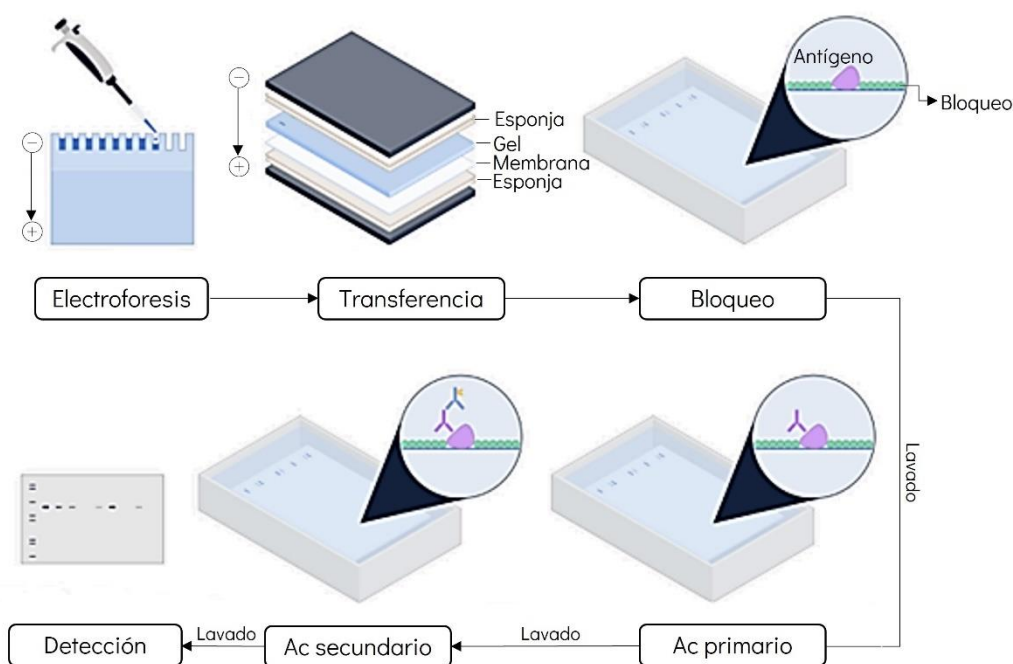 Antígeno
Bloqueo
Esponja
Gel
Membrana
Esponja
−
+
−
+
Electroforesis
Transferencia
Bloqueo
Lavado
Detección
Lavado
Ac secundario
Lavado
Ac primario